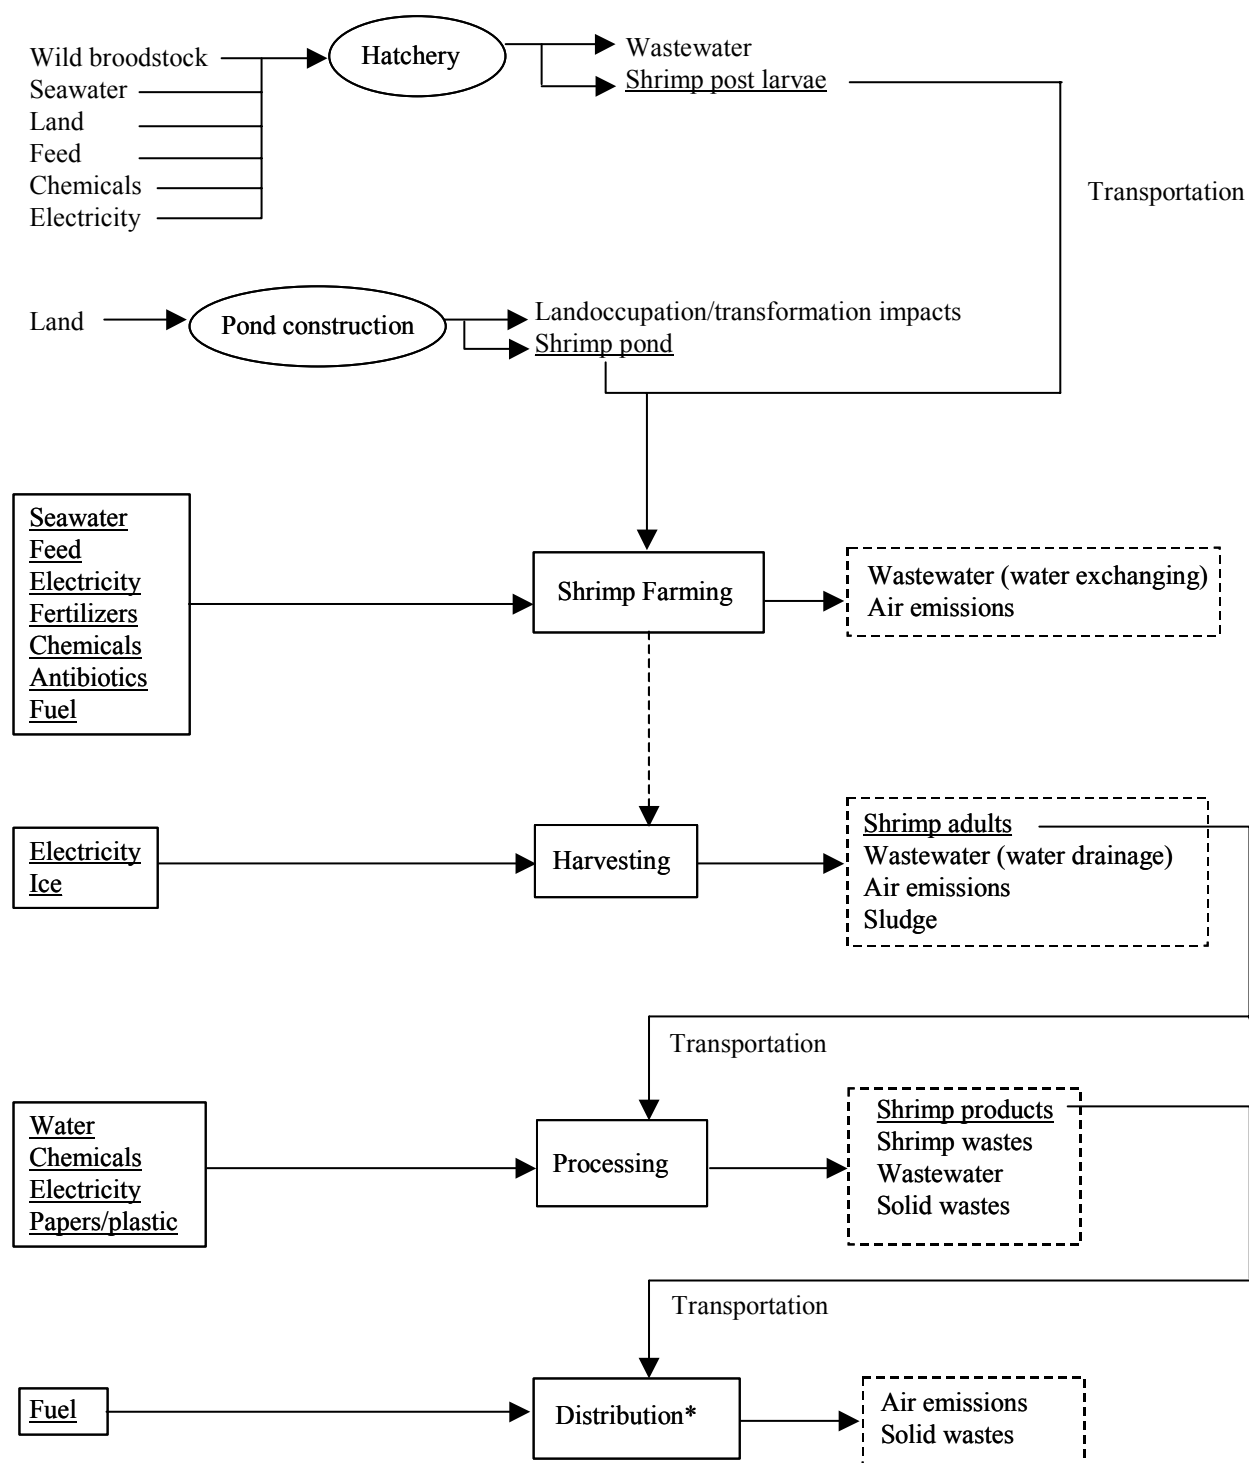 Wild broodstock
Seawater
Land
Feed
Chemicals
Electricity
Hatchery
Wastewater
Shrimp post larvae
Transportation
Land
Pond construction
Landoccupation/transformation impacts
Shrimp pond
Seawater
Feed
Electricity
Fertilizers
Chemicals
Antibiotics
Fuel
Shrimp Farming
Wastewater (water exchanging)
Air emissions
Electricity
Ice
Harvesting
Shrimp adults
Wastewater (water drainage)
Air emissions
Sludge
Transportation
Water
Chemicals
Electricity
Papers/plastic
Processing
Shrimp products
Shrimp wastes
Wastewater
Solid wastes
Transportation
Fuel
Distribution*
Air emissions
Solid wastes